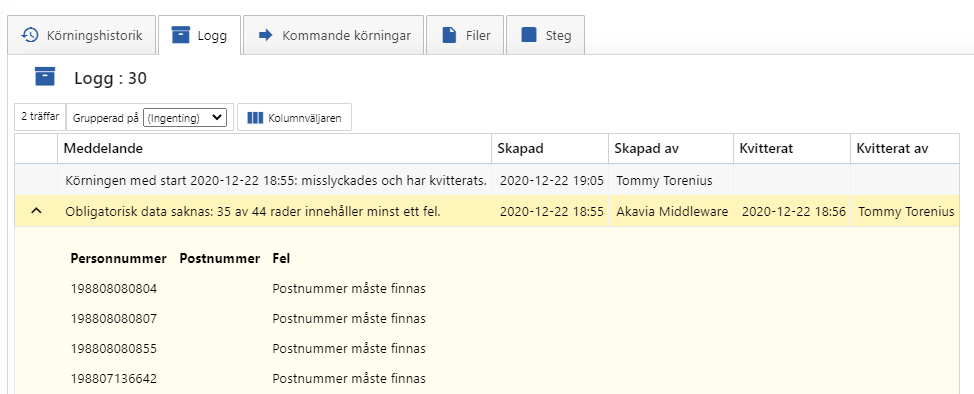 Körningshistorik Logg Kommande körningar Filer Steg
Logg : 30
2 träffar Grupperad på (Ingenting) Kolumnväljaren
Meddelande Skapad Skapad av Kvitterat Kvitterat av
Körningen med start 2020-12-22 18:55: misslyckades och har kvitterats. 2020-12-22 19:05 Tommy Torenius
Obligatorisk data saknas: 35 av 44 rader innehåller minst ett fel. 2020-12-22 18:55 Akavia Middleware 2020-12-22 18:56 Tommy Torenius
Personnummer Postnummer Fel
198808080804 Postnummer måste finnas
198808080807 Postnummer måste finnas
198808080855 Postnummer måste finnas
198807136642 Postnummer måste finnas